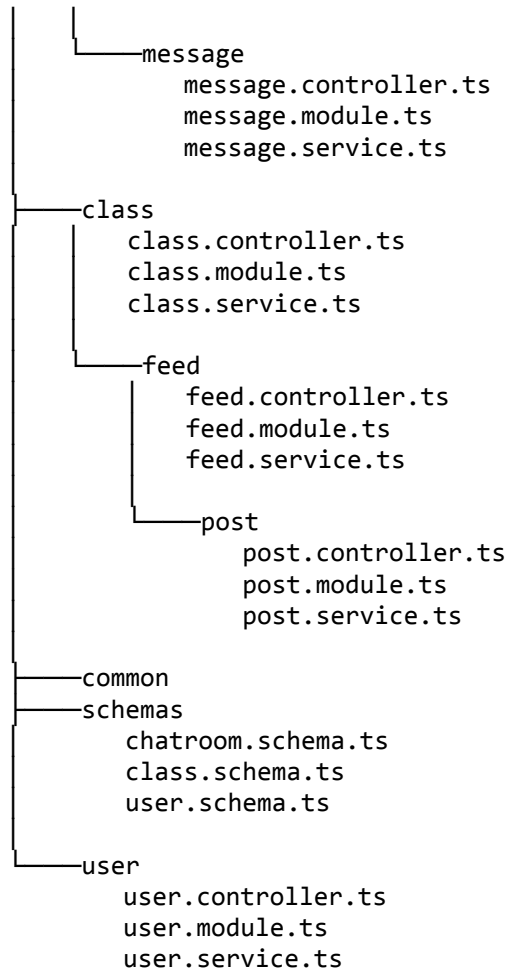 message
message.controller.ts
message.module.ts
message.service.ts
class
class.controller.ts
class.module.ts
class.service.ts
feed
feed.controller.ts
feed.module.ts
feed.service.ts
post
post.controller.ts
post.module.ts
post.service.ts
common
schemas
chatroom.schema.ts
class.schema.ts
user.schema.ts
user
user.controller.ts
user.module.ts
user.service.ts